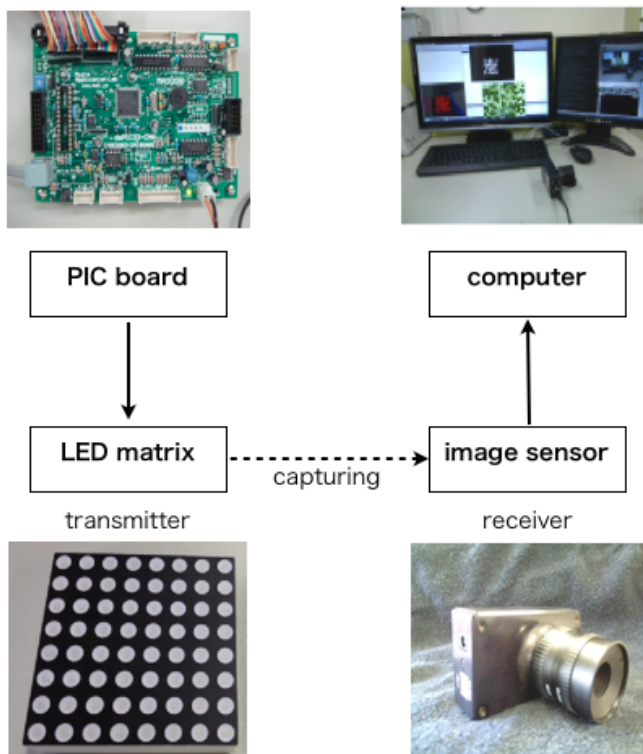 PIC board
computer
LED matrix
image sensor
capturing
transmitter
receiver